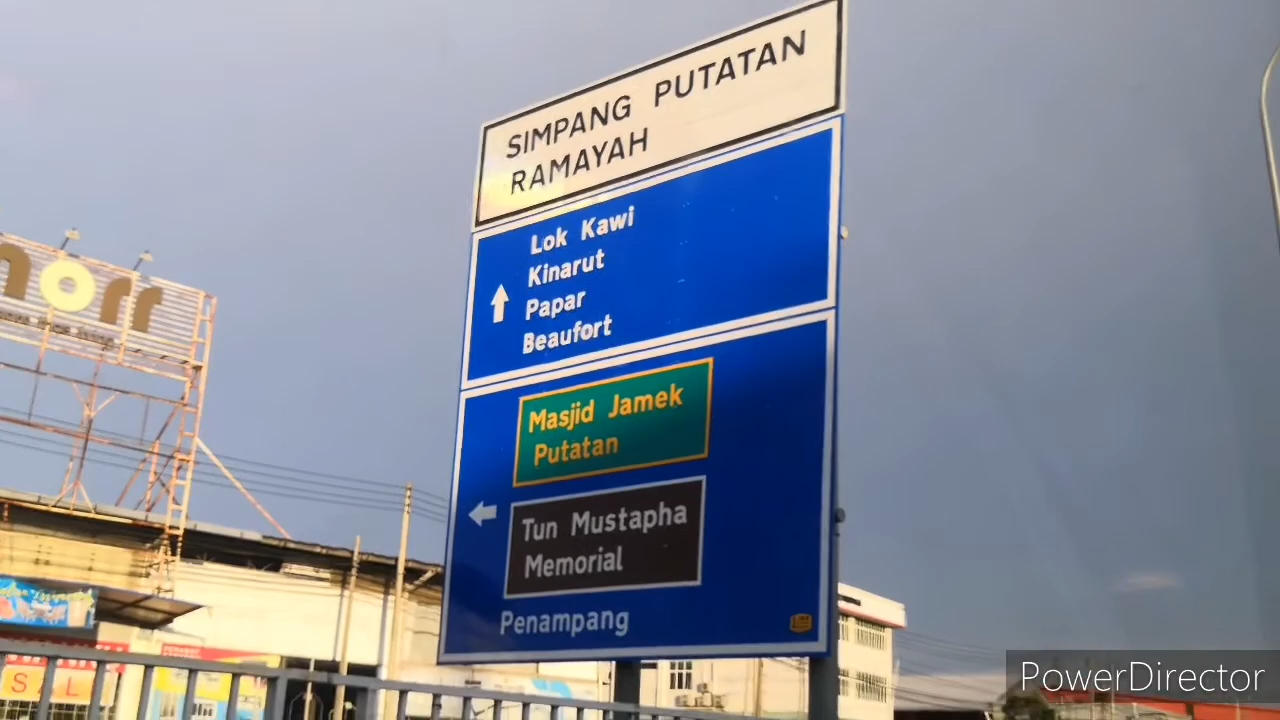 SIMPANG PUTATAN
RAMAYAH
Lok Kawi
Kinarut
Papar
Beaufort
Masjid Jamek
Putatan
Tun Mustapha
Memorial
Penampang
PowerDirector